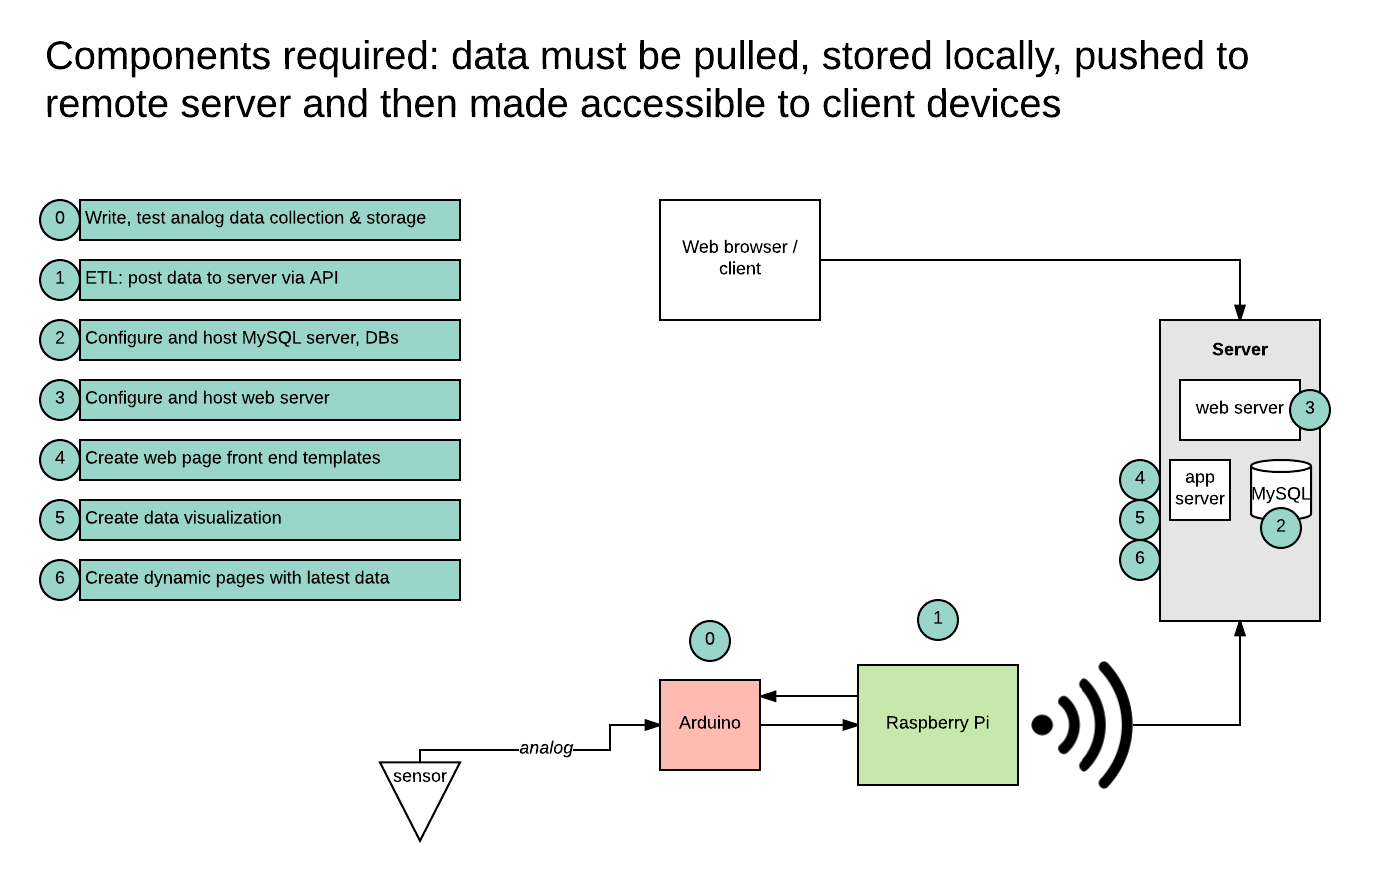 Components required: data must be pulled, stored locally, pushed to
remote server and then made accessible to client devices
0 Write, test analog data collection & storage
1 ETL: post data to server via API
2 Configure and host MySQL server, DBs
3 Configure and host web server
4 Create web page front end templates
5 Create data visualization
6 Create dynamic pages with latest data
Web browser /
client
Server
web server
3
4
5
6
app
server
MySQL
2
0
1
Arduino
Raspberry Pi
analog
sensor